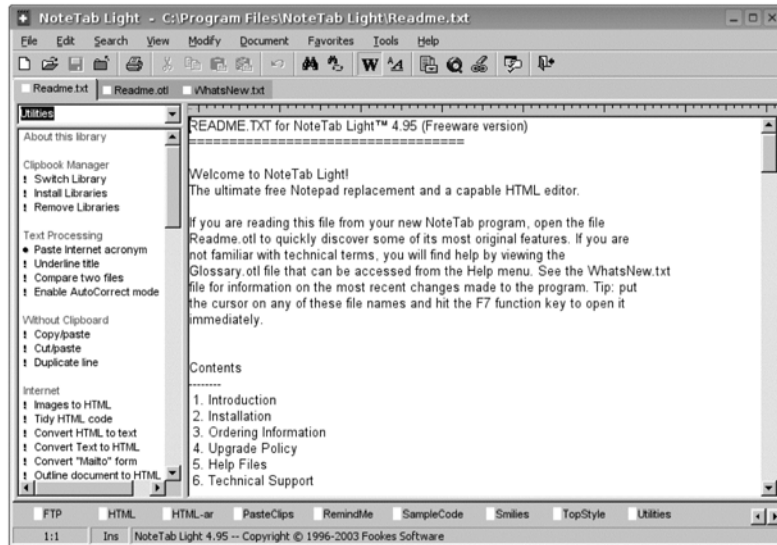 NoteTab Light - C:\Program Files\NoteTab Light\Readme.txt
File Edit Search View Modify Document Favorites Tools Help
W
Readme.txt Readme.otl WhatsNew.txt
Utilities
About this library
Clipbook Manager
! Switch Library
! Install Libraries
! Remove Libraries
Text Processing
● Paste Internet acronym
! Underline title
! Compare two files
! Enable AutoCorrect mode
Without Clipboard
! Copy/paste
! Cut/paste
! Duplicate line
Internet
! Images to HTML
! Tidy HTML code
! Convert HTML to text
! Convert Text to HTML
! Convert "Mailto" form
! Outline document to HTML
README.TXT for NoteTab Light™ 4.95 (Freeware version)
==================================
Welcome to NoteTab Light!
The ultimate free Notepad replacement and a capable HTML editor.
If you are reading this file from your new NoteTab program, open the file
Readme.otl to quickly discover some of its most original features. If you are
not familiar with technical terms, you will find help by viewing the
Glossary.otl file that can be accessed from the Help menu. See the WhatsNew.txt
file for information on the most recent changes made to the program. Tip: put
the cursor on any of these file names and hit the F7 function key to open it
immediately.
Contents
--------
1. Introduction
2. Installation
3. Ordering Information
4. Upgrade Policy
5. Help Files
6. Technical Support
FTP HTML HTML-ar PasteClips RemindMe SampleCode Smilies TopStyle Utilities
1:1 Ins NoteTab Light 4.95 -- Copyright © 1996-2003 Fookes Software